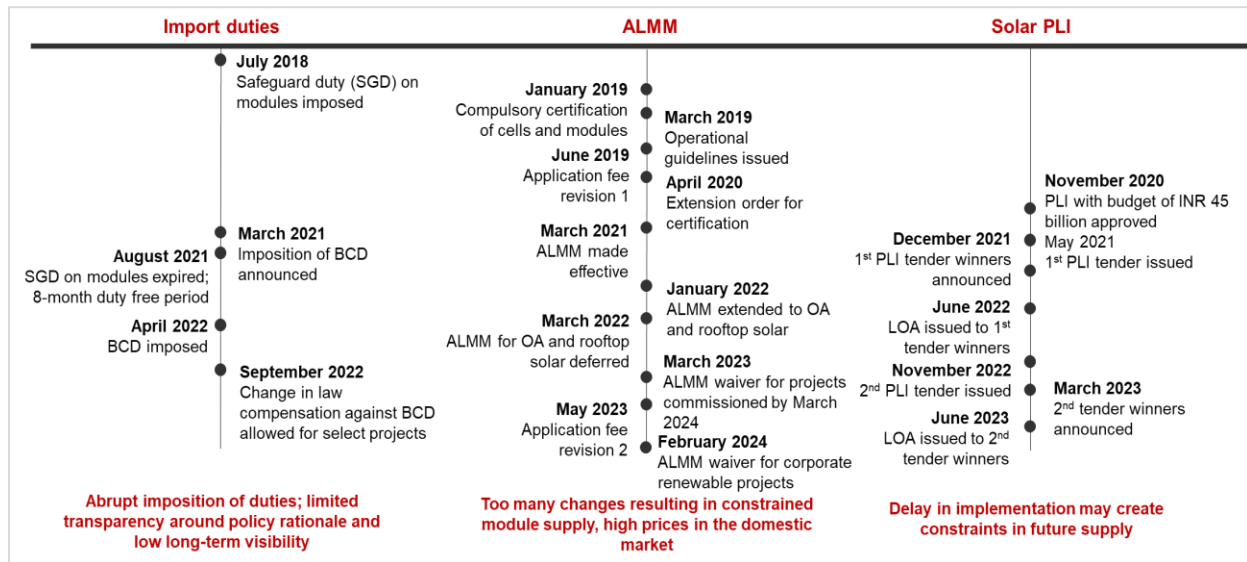 Import duties
July 2018
Safeguard duty (SGD) on
modules imposed
March 2021
Imposition of BCD
announced
August 2021
SGD on modules expired;
8-month duty free period
April 2022
BCD imposed
September 2022
Change in law
compensation against BCD
allowed for select projects
Abrupt imposition of duties; limited
transparency around policy rationale and
low long-term visibility
ALMM
January 2019
Compulsory certification
of cells and modules
March 2019
Operational
guidelines issued
June 2019
Application fee
revision 1
April 2020
Extension order for
certification
March 2021
ALMM made
effective
January 2022
ALMM extended to OA
and rooftop solar
March 2022
ALMM for OA and rooftop
solar deferred
March 2023
ALMM waiver for projects
commissioned by March
2024
May 2023
Application fee
revision 2
February 2024
ALMM waiver for corporate
renewable projects
Too many changes resulting in constrained
module supply, high prices in the domestic
market
Solar PLI
November 2020
PLI with budget of INR 45
billion approved
May 2021
1st PLI tender issued
December 2021
1st PLI tender winners
announced
June 2022
LOA issued to 1st
tender winners
November 2022
2nd PLI tender issued
March 2023
2nd tender winners
announced
June 2023
LOA issued to 2nd
tender winners
Delay in implementation may create
constraints in future supply